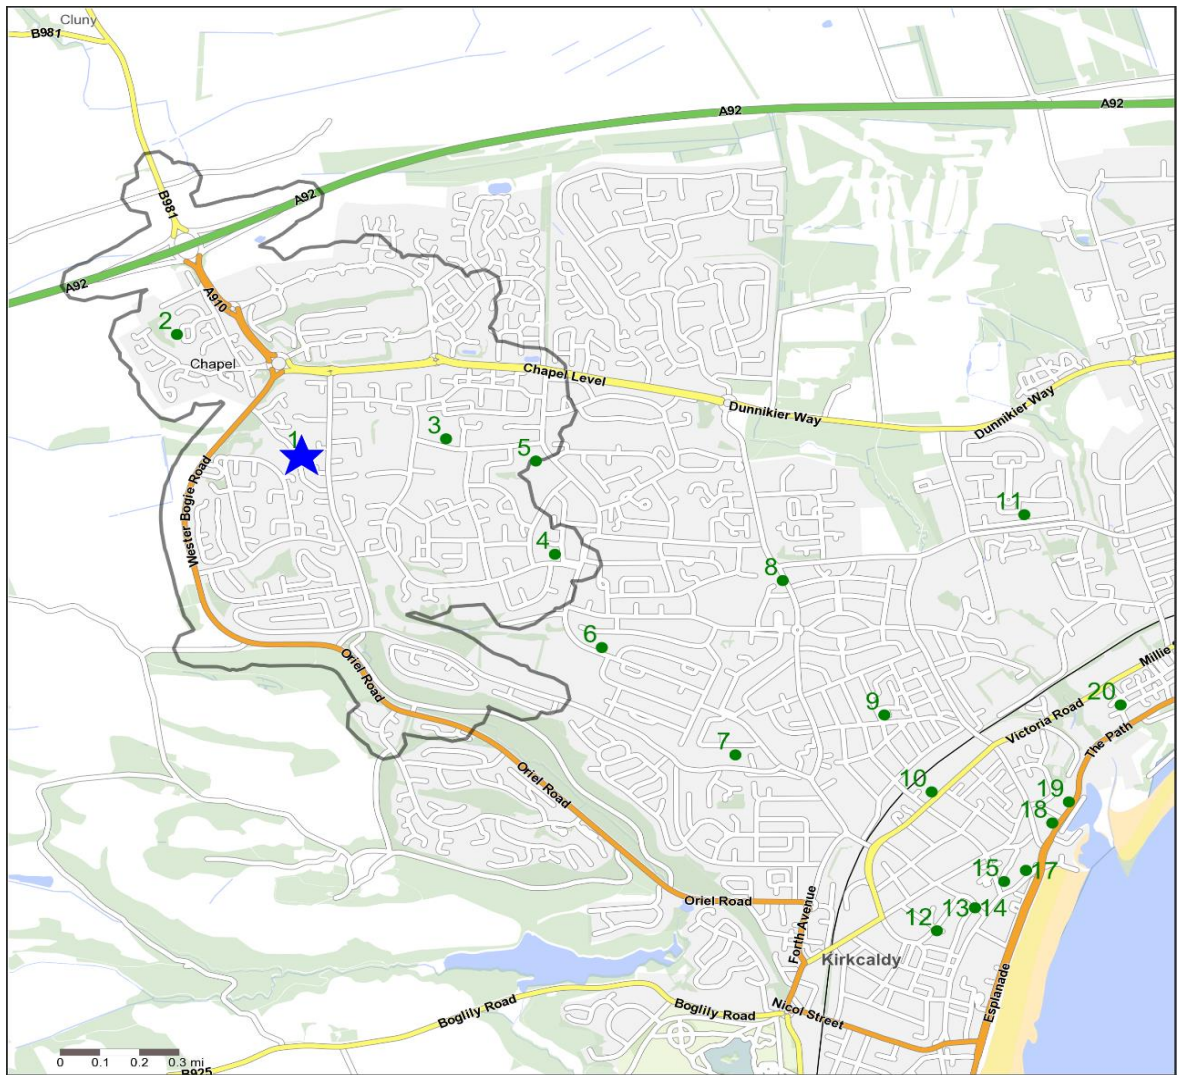 Cluny
B981
A92
A92
B981
A92
A92
A910
2
Chapel
Chapel Level
Dunnikier Way
Dunnikier Way
3
1
5
Wester Bogie Road
11
4
8
6
Oriel Road
Millie
20
9
Victoria Road
The Path
7
Oriel Road
10
19
18
15
17
Oriel Road
13
14
12
Forth Avenue
Kirkcaldy
Esplanade
Boglily Road
Boglily Road
Nicol Street
0 0.1 0.2 0.3 mi
B925